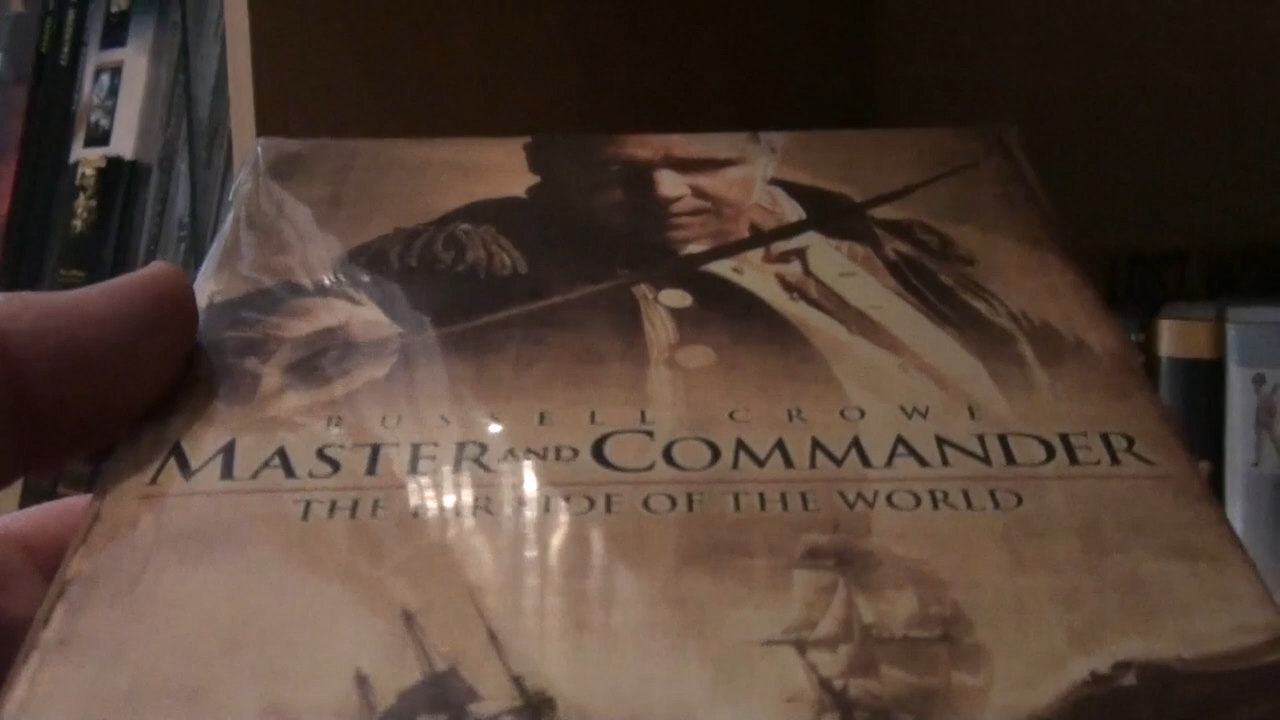 RUSSELL CROWE
MASTER AND COMMANDER
THE FAR SIDE OF THE WORLD